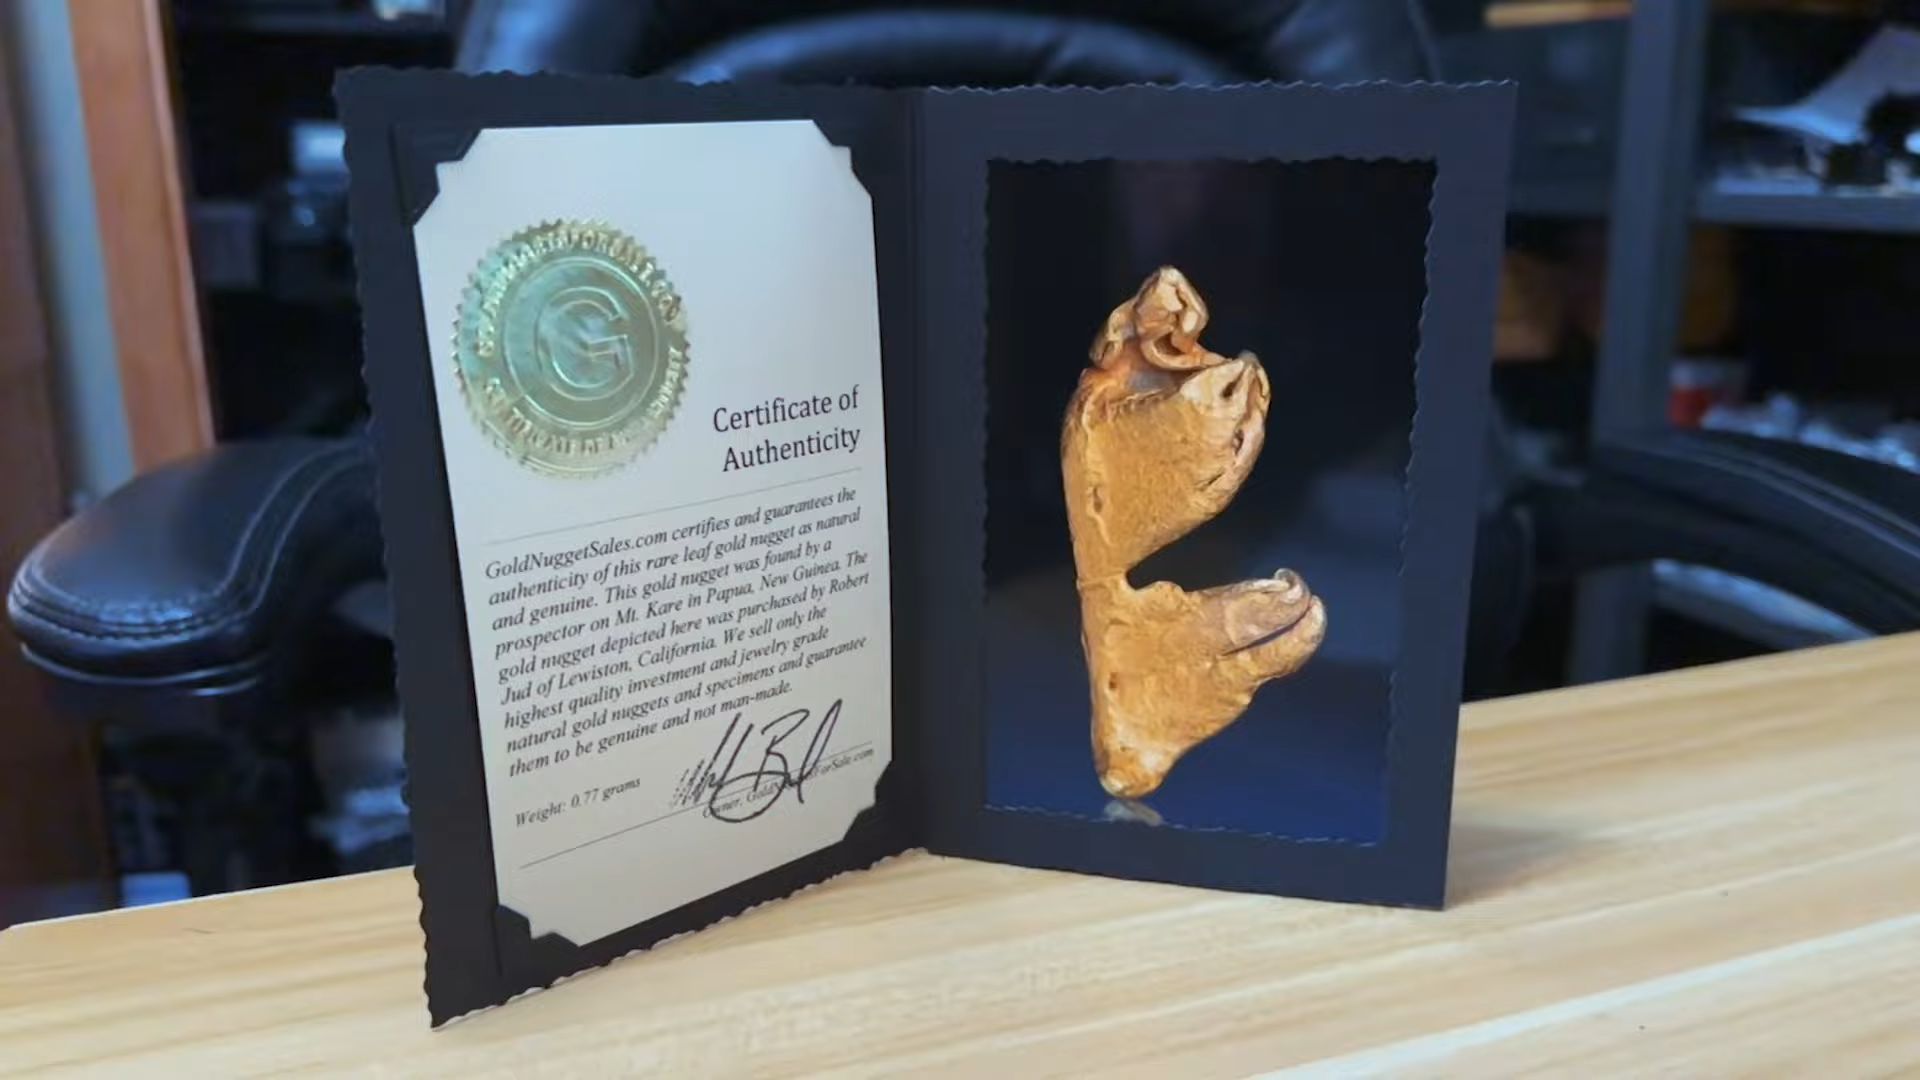 G
Certificate of
Authenticity
GoldNuggetSales.com certifies and guarantees the
authenticity of this rare leaf gold nugget as natural
and genuine. This gold nugget was found by a
prospector on Mt. Kare in Papua, New Guinea. The
gold nugget depicted here was purchased by Robert
Jud of Lewiston, California. We sell only the
highest quality investment and jewelry grade
natural gold nuggets and specimens and guarantee
them to be genuine and not man-made.
Weight: 0.77 grams
Owner, ForSale.com